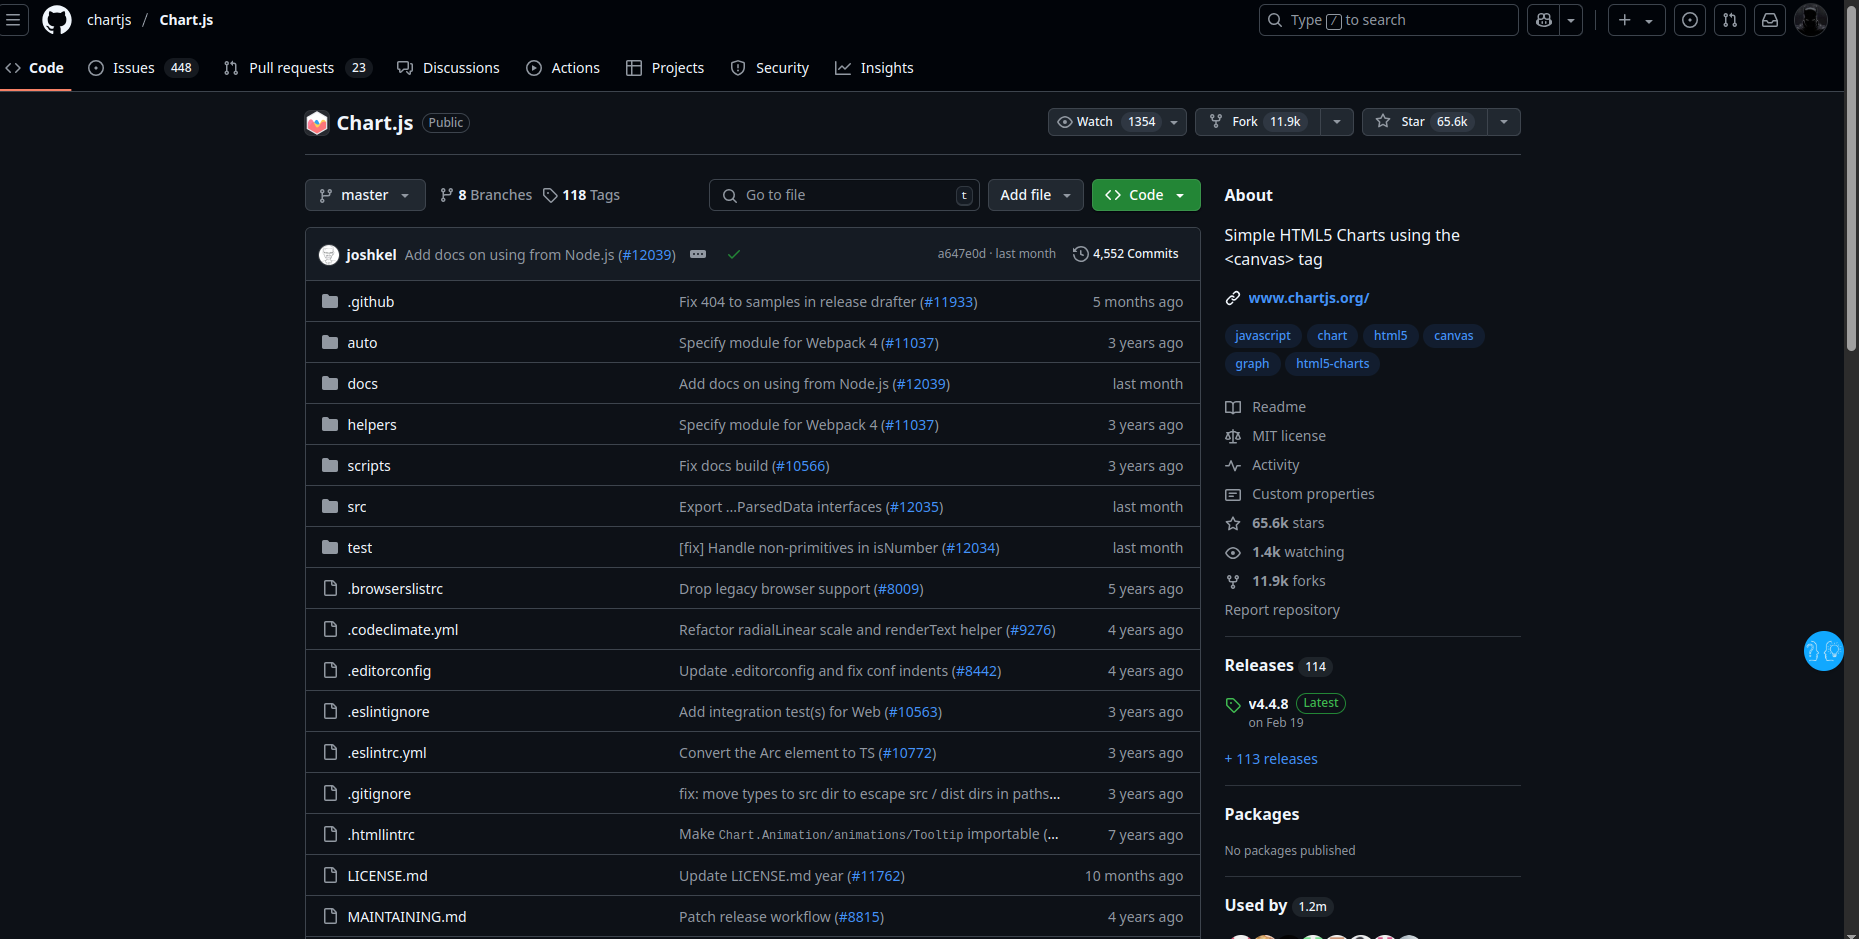 chartjs / Chart.js Type / to search
Code Issues 448 Pull requests 23 Discussions Actions Projects Security Insights
Chart.js Public Watch 1354 Fork 11.9k Star 65.6k
master 8 Branches 118 Tags Go to file t Add file Code
joshkel Add docs on using from Node.js (#12039) a647e0d · last month 4,552 Commits
.github Fix 404 to samples in release drafter (#11933) 5 months ago
auto Specify module for Webpack 4 (#11037) 3 years ago
docs Add docs on using from Node.js (#12039) last month
helpers Specify module for Webpack 4 (#11037) 3 years ago
scripts Fix docs build (#10566) 3 years ago
src Export ...ParsedData interfaces (#12035) last month
test [fix] Handle non-primitives in isNumber (#12034) last month
.browserslistrc Drop legacy browser support (#8009) 5 years ago
.codeclimate.yml Refactor radialLinear scale and renderText helper (#9276) 4 years ago
.editorconfig Update .editorconfig and fix conf indents (#8442) 4 years ago
.eslintignore Add integration test(s) for Web (#10563) 3 years ago
.eslintrc.yml Convert the Arc element to TS (#10772) 3 years ago
.gitignore fix: move types to src dir to escape src / dist dirs in paths... 3 years ago
.htmllintrc Make Chart.Animation/animations/Tooltip importable (... 7 years ago
LICENSE.md Update LICENSE.md year (#11762) 10 months ago
MAINTAINING.md Patch release workflow (#8815) 4 years ago
About
Simple HTML5 Charts using the
<canvas> tag
www.chartjs.org/
javascript chart html5 canvas
graph html5-charts
Readme
MIT license
Activity
Custom properties
65.6k stars
1.4k watching
11.9k forks
Report repository
Releases 114
v4.4.8 Latest
on Feb 19
+ 113 releases
Packages
No packages published
Used by 1.2m